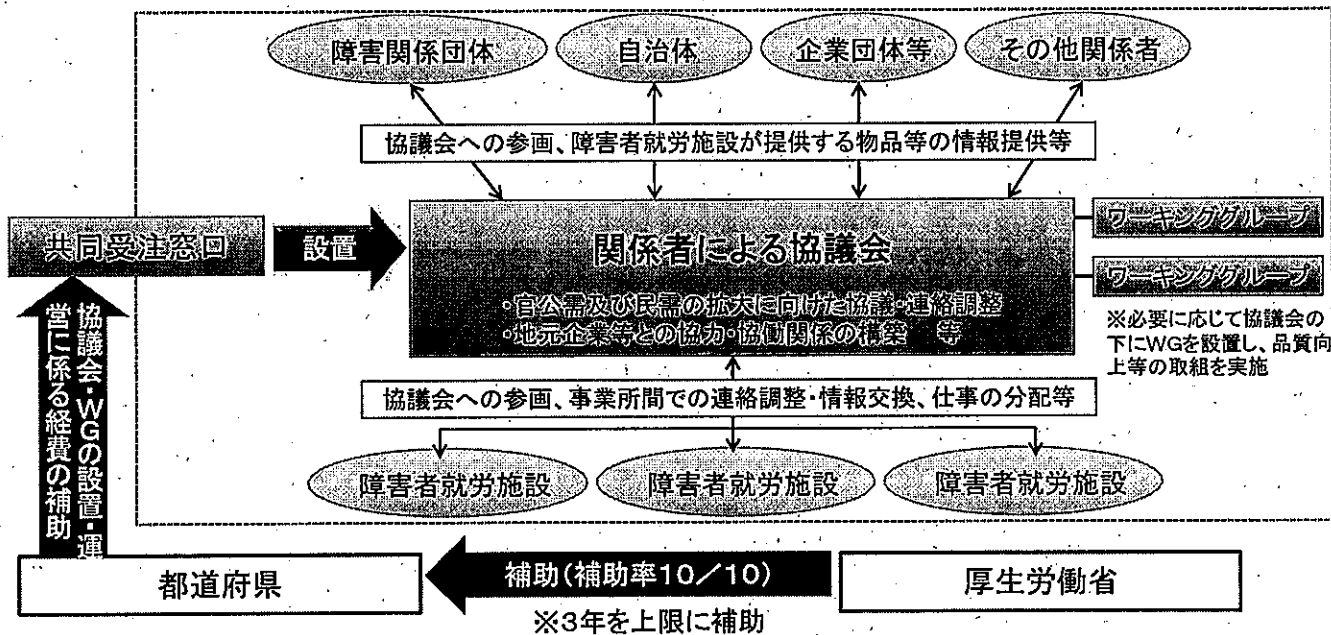 障害関係団体
自治体
企業団体等
その他関係者
協議会への参画、障害者就労施設が提供する物品等の情報提供等
共同受注窓口
設置
関係者による協議会
・官公需及び民需の拡大に向けた協議・連絡調整
・地元企業等との協力・協働関係の構築 等
ワーキンググループ
ワーキンググループ
※必要に応じて協議会の
下にWGを設置し、品質向
上等の取組を実施
協議会への参画、事業所間での連絡調整・情報交換、仕事の分配等
障害者就労施設
障害者就労施設
障害者就労施設
協議会・WGの設置・運
営に係る経費の補助
都道府県
補助(補助率10/10)
※3年を上限に補助
厚生労働省